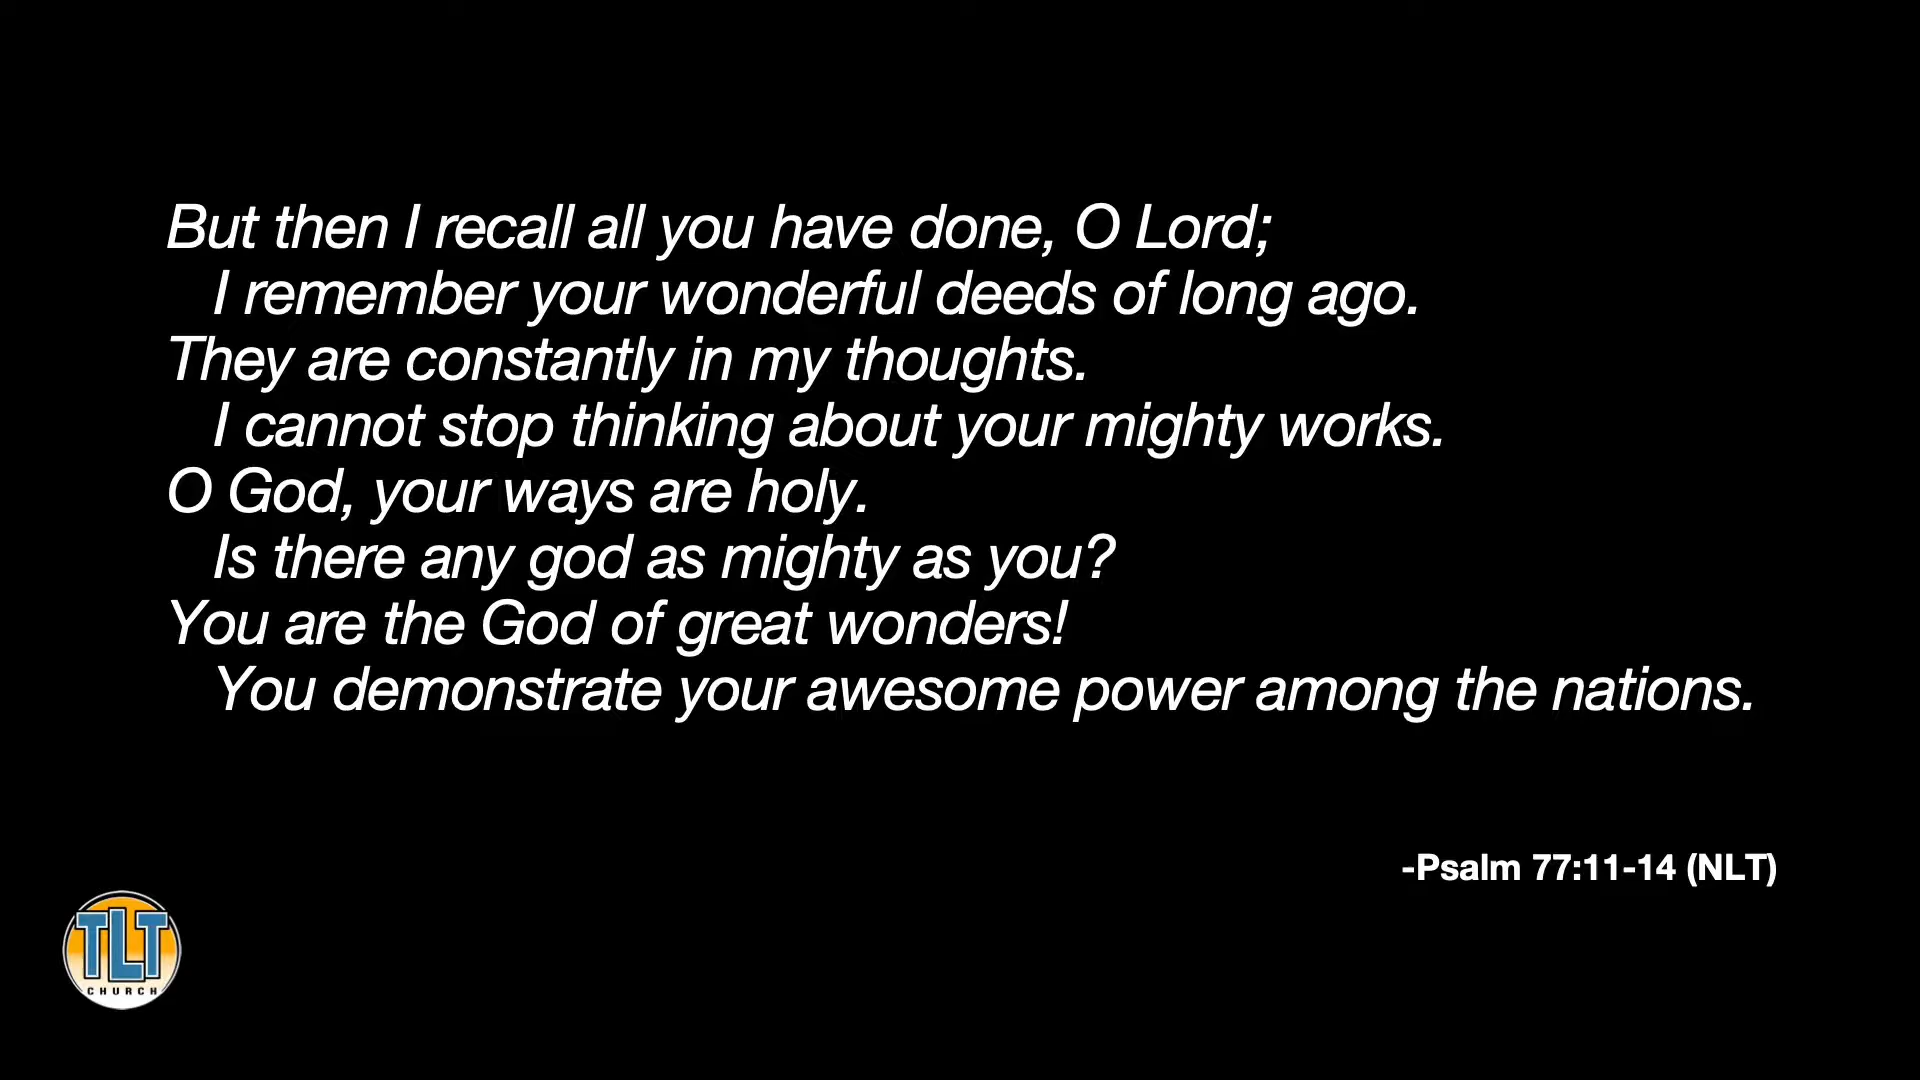 But then I recall all you have done, O Lord;
I remember your wonderful deeds of long ago.
They are constantly in my thoughts.
I cannot stop thinking about your mighty works.
O God, your ways are holy.
Is there any god as mighty as you?
You are the God of great wonders!
You demonstrate your awesome power among the nations.
-Psalm 77:11-14 (NLT)
TLT
CHURCH